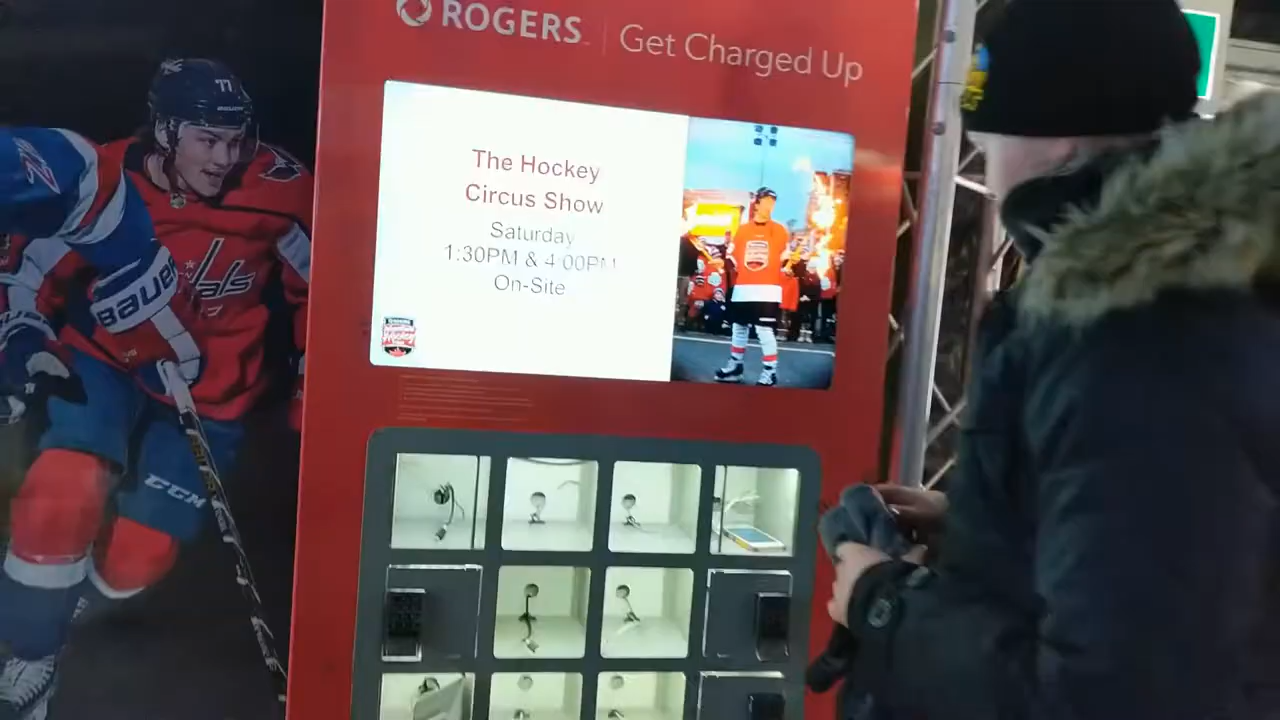 ROGERS
Get Charged Up
The Hockey
Circus Show
Saturday
1:30PM & 4:00PM
On-Site
77
BAUER
CCM